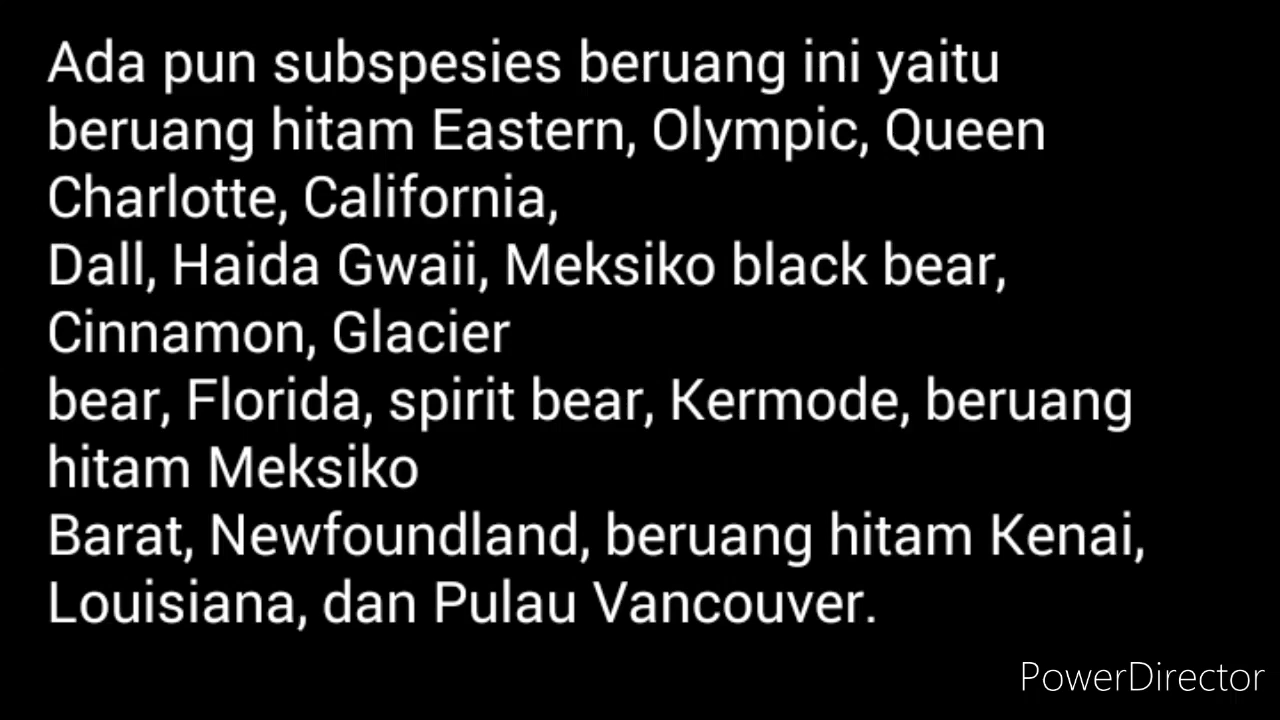 Ada pun subspesies beruang ini yaitu
beruang hitam Eastern, Olympic, Queen
Charlotte, California,
Dall, Haida Gwaii, Meksiko black bear,
Cinnamon, Glacier
bear, Florida, spirit bear, Kermode, beruang
hitam Meksiko
Barat, Newfoundland, beruang hitam Kenai,
Louisiana, dan Pulau Vancouver.
PowerDirector